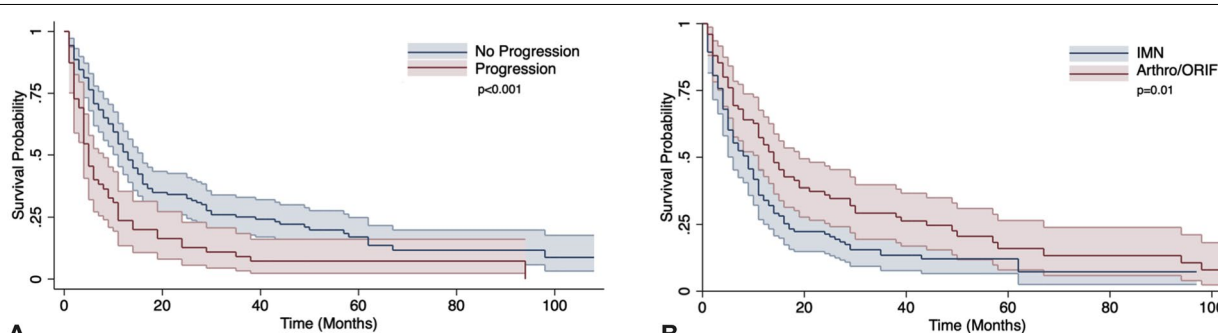 1
.75
.5
.25
0
Survival Probability
0
20
40
60
80
100
Time (Months)
No Progression
Progression
p<0.001
A
1
.75
.5
.25
0
Survival Probability
0
20
40
60
80
Time (Months)
IMN
Arthro/ORIF
p=0.01
B